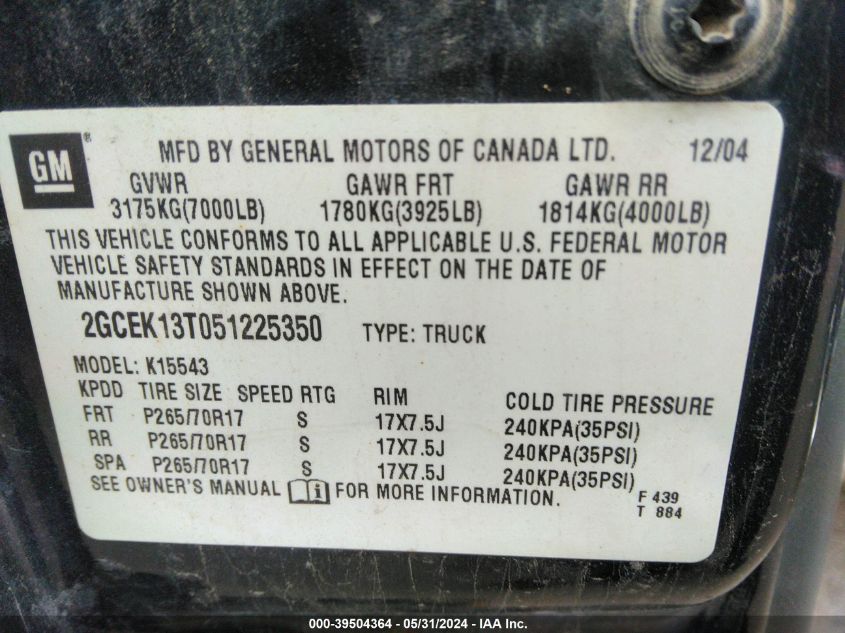 GM ® MFD BY GENERAL MOTORS OF CANADA LTD. 12/04
GVWR GAWR FRT GAWR RR
3175KG(7000LB) 1780KG(3925LB) 1814KG(4000LB)
THIS VEHICLE CONFORMS TO ALL APPLICABLE U.S. FEDERAL MOTOR
VEHICLE SAFETY STANDARDS IN EFFECT ON THE DATE OF
MANUFACTURE SHOWN ABOVE.
2GCEK13T051225350 TYPE: TRUCK
MODEL: K15543
KPDD TIRE SIZE SPEED RTG RIM COLD TIRE PRESSURE
FRT P265/70R17 S 17X7.5J 240KPA(35PSI)
RR P265/70R17 S 17X7.5J 240KPA(35PSI)
SPA P265/70R17 S 17X7.5J 240KPA(35PSI)
SEE OWNER'S MANUAL i FOR MORE INFORMATION. F 439
T 884
000-39504364 - 05/31/2024 - IAA Inc.